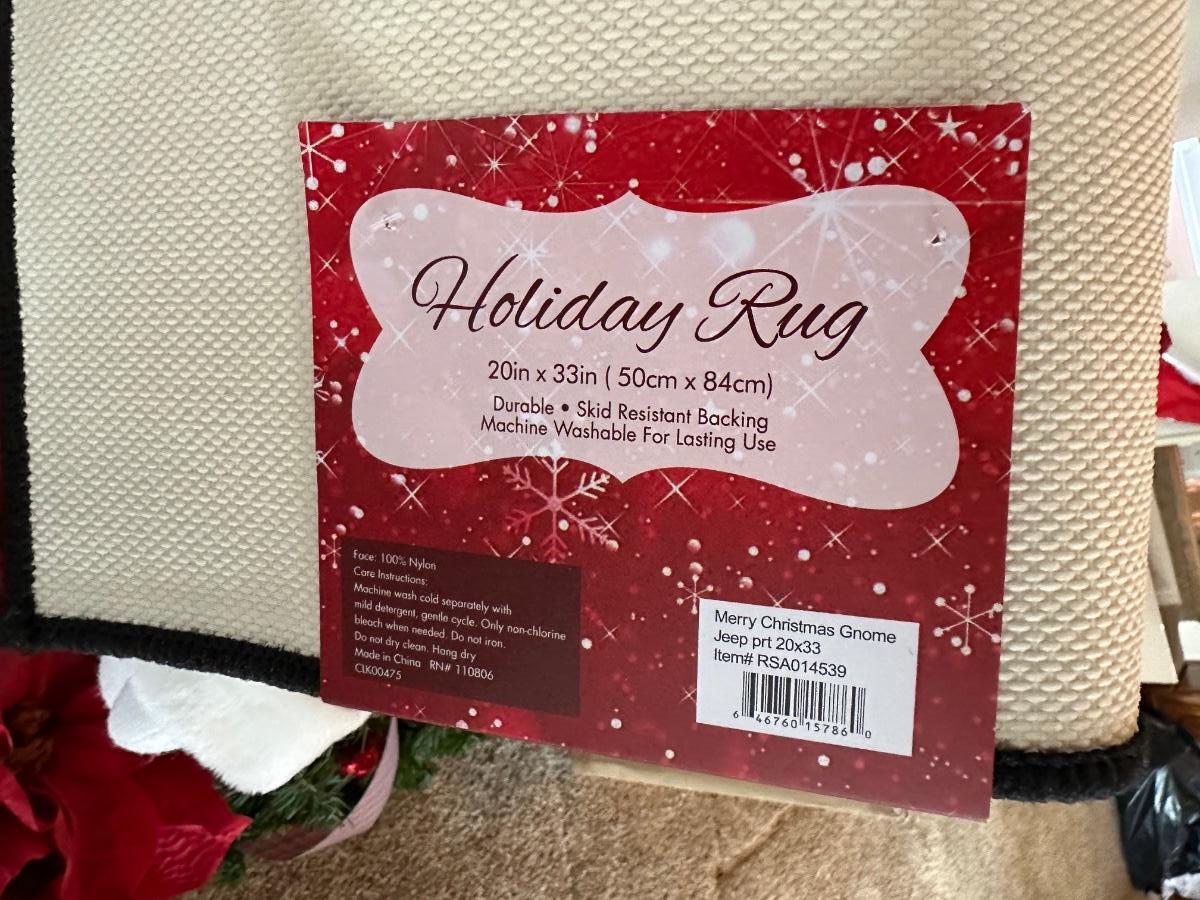 Holiday Rug
20in x 33in ( 50cm x 84cm)
Durable • Skid Resistant Backing
Machine Washable For Lasting Use
Face: 100% Nylon
Care Instructions:
Machine wash cold separately with
mild detergent, gentle cycle. Only non-chlorine
bleach when needed. Do not iron.
Do not dry clean. Hang dry
Made in China RN# 110806
CLK00475
Merry Christmas Gnome
Jeep prt 20x33
Item# RSA014539
6 46760 15786 0